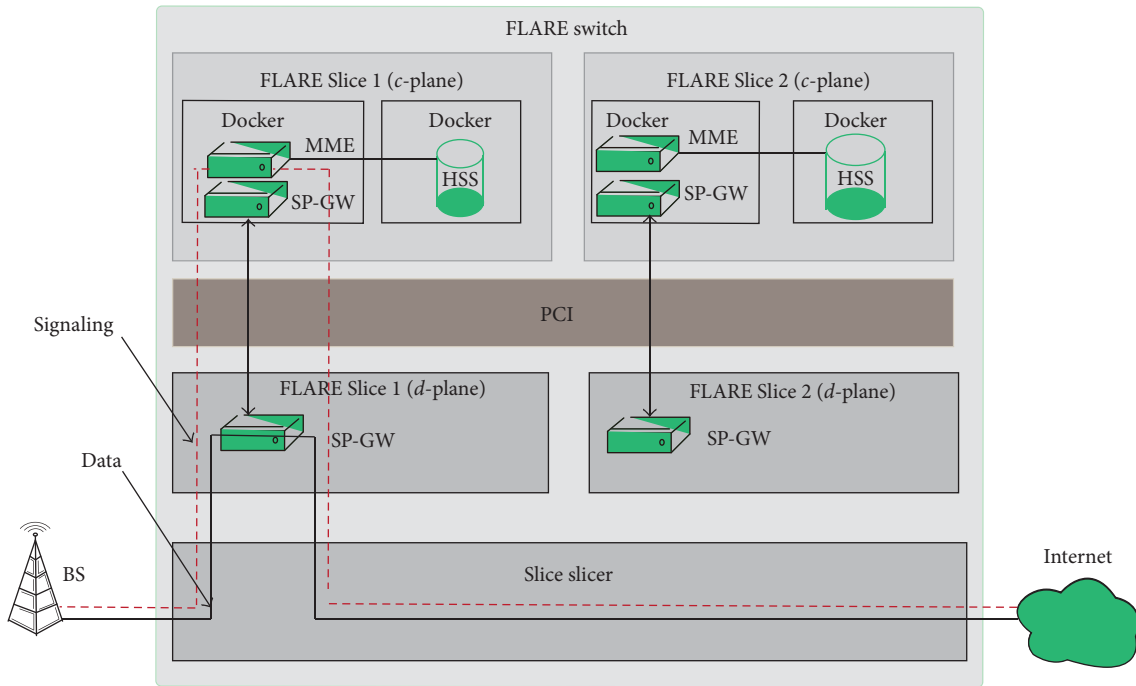 FLARE switch
FLARE Slice 1 (c-plane)
FLARE Slice 2 (c-plane)
Docker
Docker
Docker
Docker
MME
MME
HSS
HSS
SP-GW
SP-GW
PCI
Signaling
FLARE Slice 1 (d-plane)
FLARE Slice 2 (d-plane)
SP-GW
SP-GW
Data
Internet
BS
Slice slicer